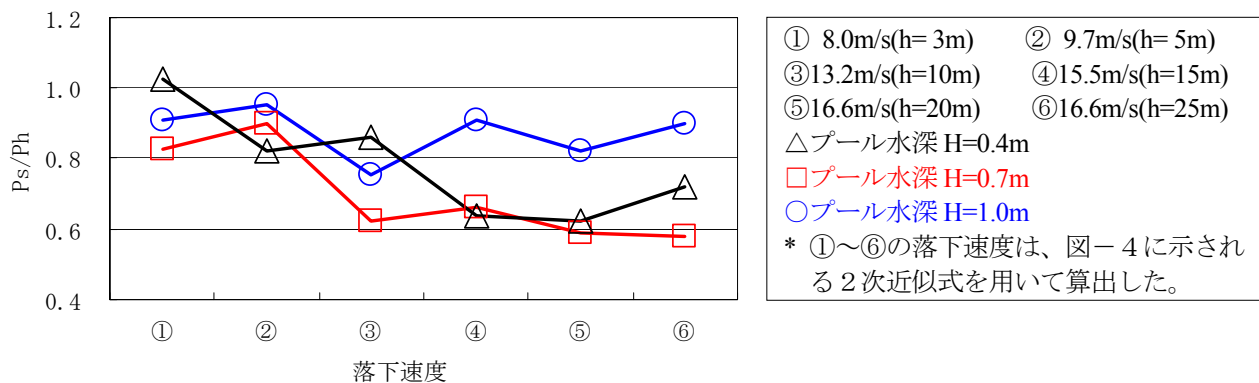 1.2
1.0
0.8
0.6
0.4
Ps/Ph
① ② ③ ④ ⑤ ⑥
落下速度
① 8.0m/s(h= 3m) ② 9.7m/s(h= 5m)
③13.2m/s(h=10m) ④15.5m/s(h=15m)
⑤16.6m/s(h=20m) ⑥16.6m/s(h=25m)
△プール水深 H=0.4m
□プール水深 H=0.7m
○プール水深 H=1.0m
* ①～⑥の落下速度は、図－４に示され
る２次近似式を用いて算出した。